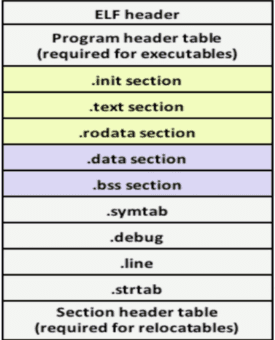 ELF header
Program header table
(required for executables)
.init section
.text section
.rodata section
.data section
.bss section
.symtab
.debug
.line
.strtab
Section header table
(required for relocatables)